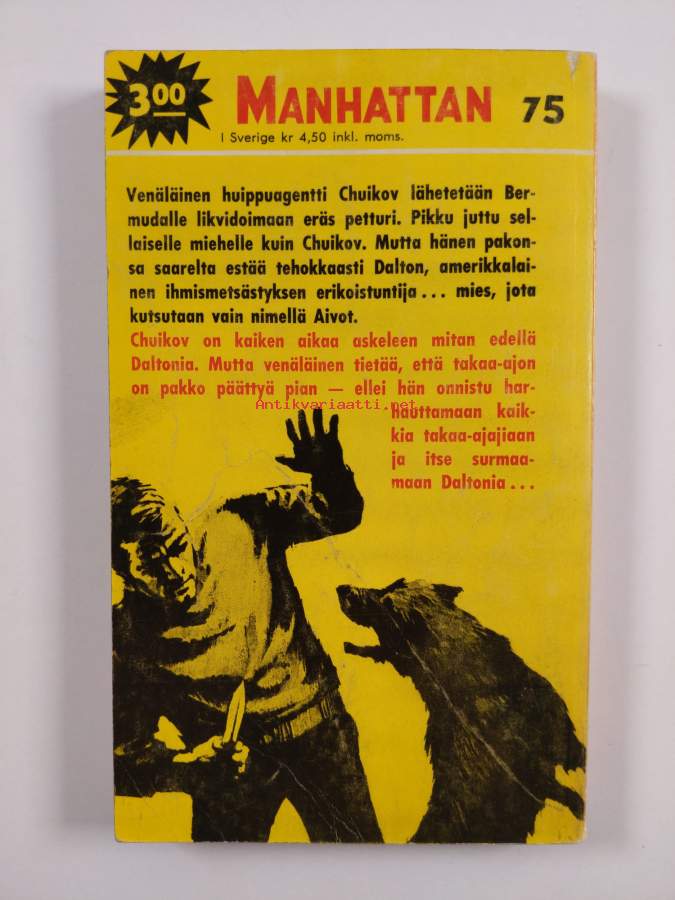 3.00 MANHATTAN 75
I Sverige kr 4,50 inkl. moms.
Venäläinen huippuagentti Chuikov lähetetään Ber-
mudalle likvidoimaan eräs petturi. Pikku juttu sel-
laiselle miehelle kuin Chuikov. Mutta hänen pakon-
sa saarelta estää tehokkaasti Dalton, amerikkalai-
nen ihmismetsästyksen erikoistuntija... mies, jota
kutsutaan vain nimellä Aivot.
Chuikov on kaiken aikaa askeleen mitan edellä
Daltonia. Mutta venäläinen tietää, että takaa-ajon
on pakko päättyä pian — ellei hän onnistu har-
Antikvariaatti.net
hauttamaan kaik-
kia takaa-ajajiaan
ja itse surmaa-
maan Daltonia...